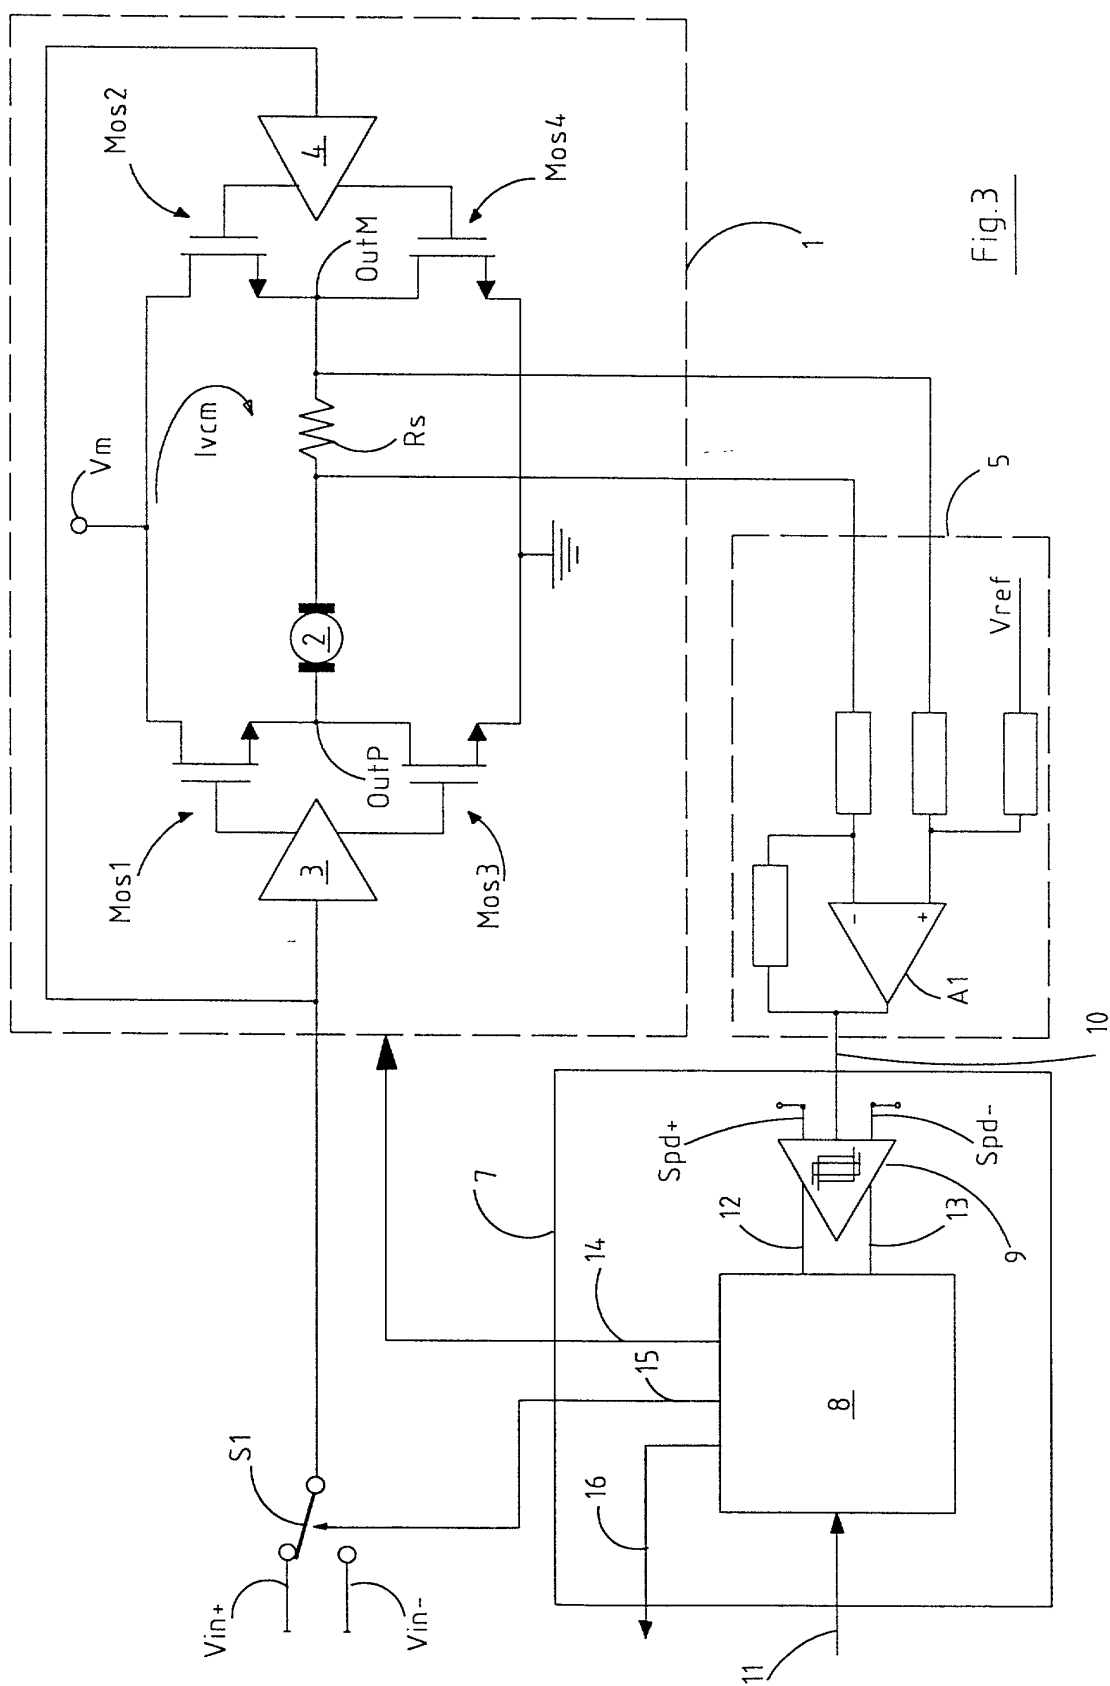 Mos2
4
Mos4
OutM
1
Fig.3
Vm
Ivcm
Rs
5
2
Vref
OutP
Mos1
3
Mos3
-
+
A1
10
Spd+
Spd-
7
12
13
9
14
15
8
S1
16
Vin+
Vin-
11